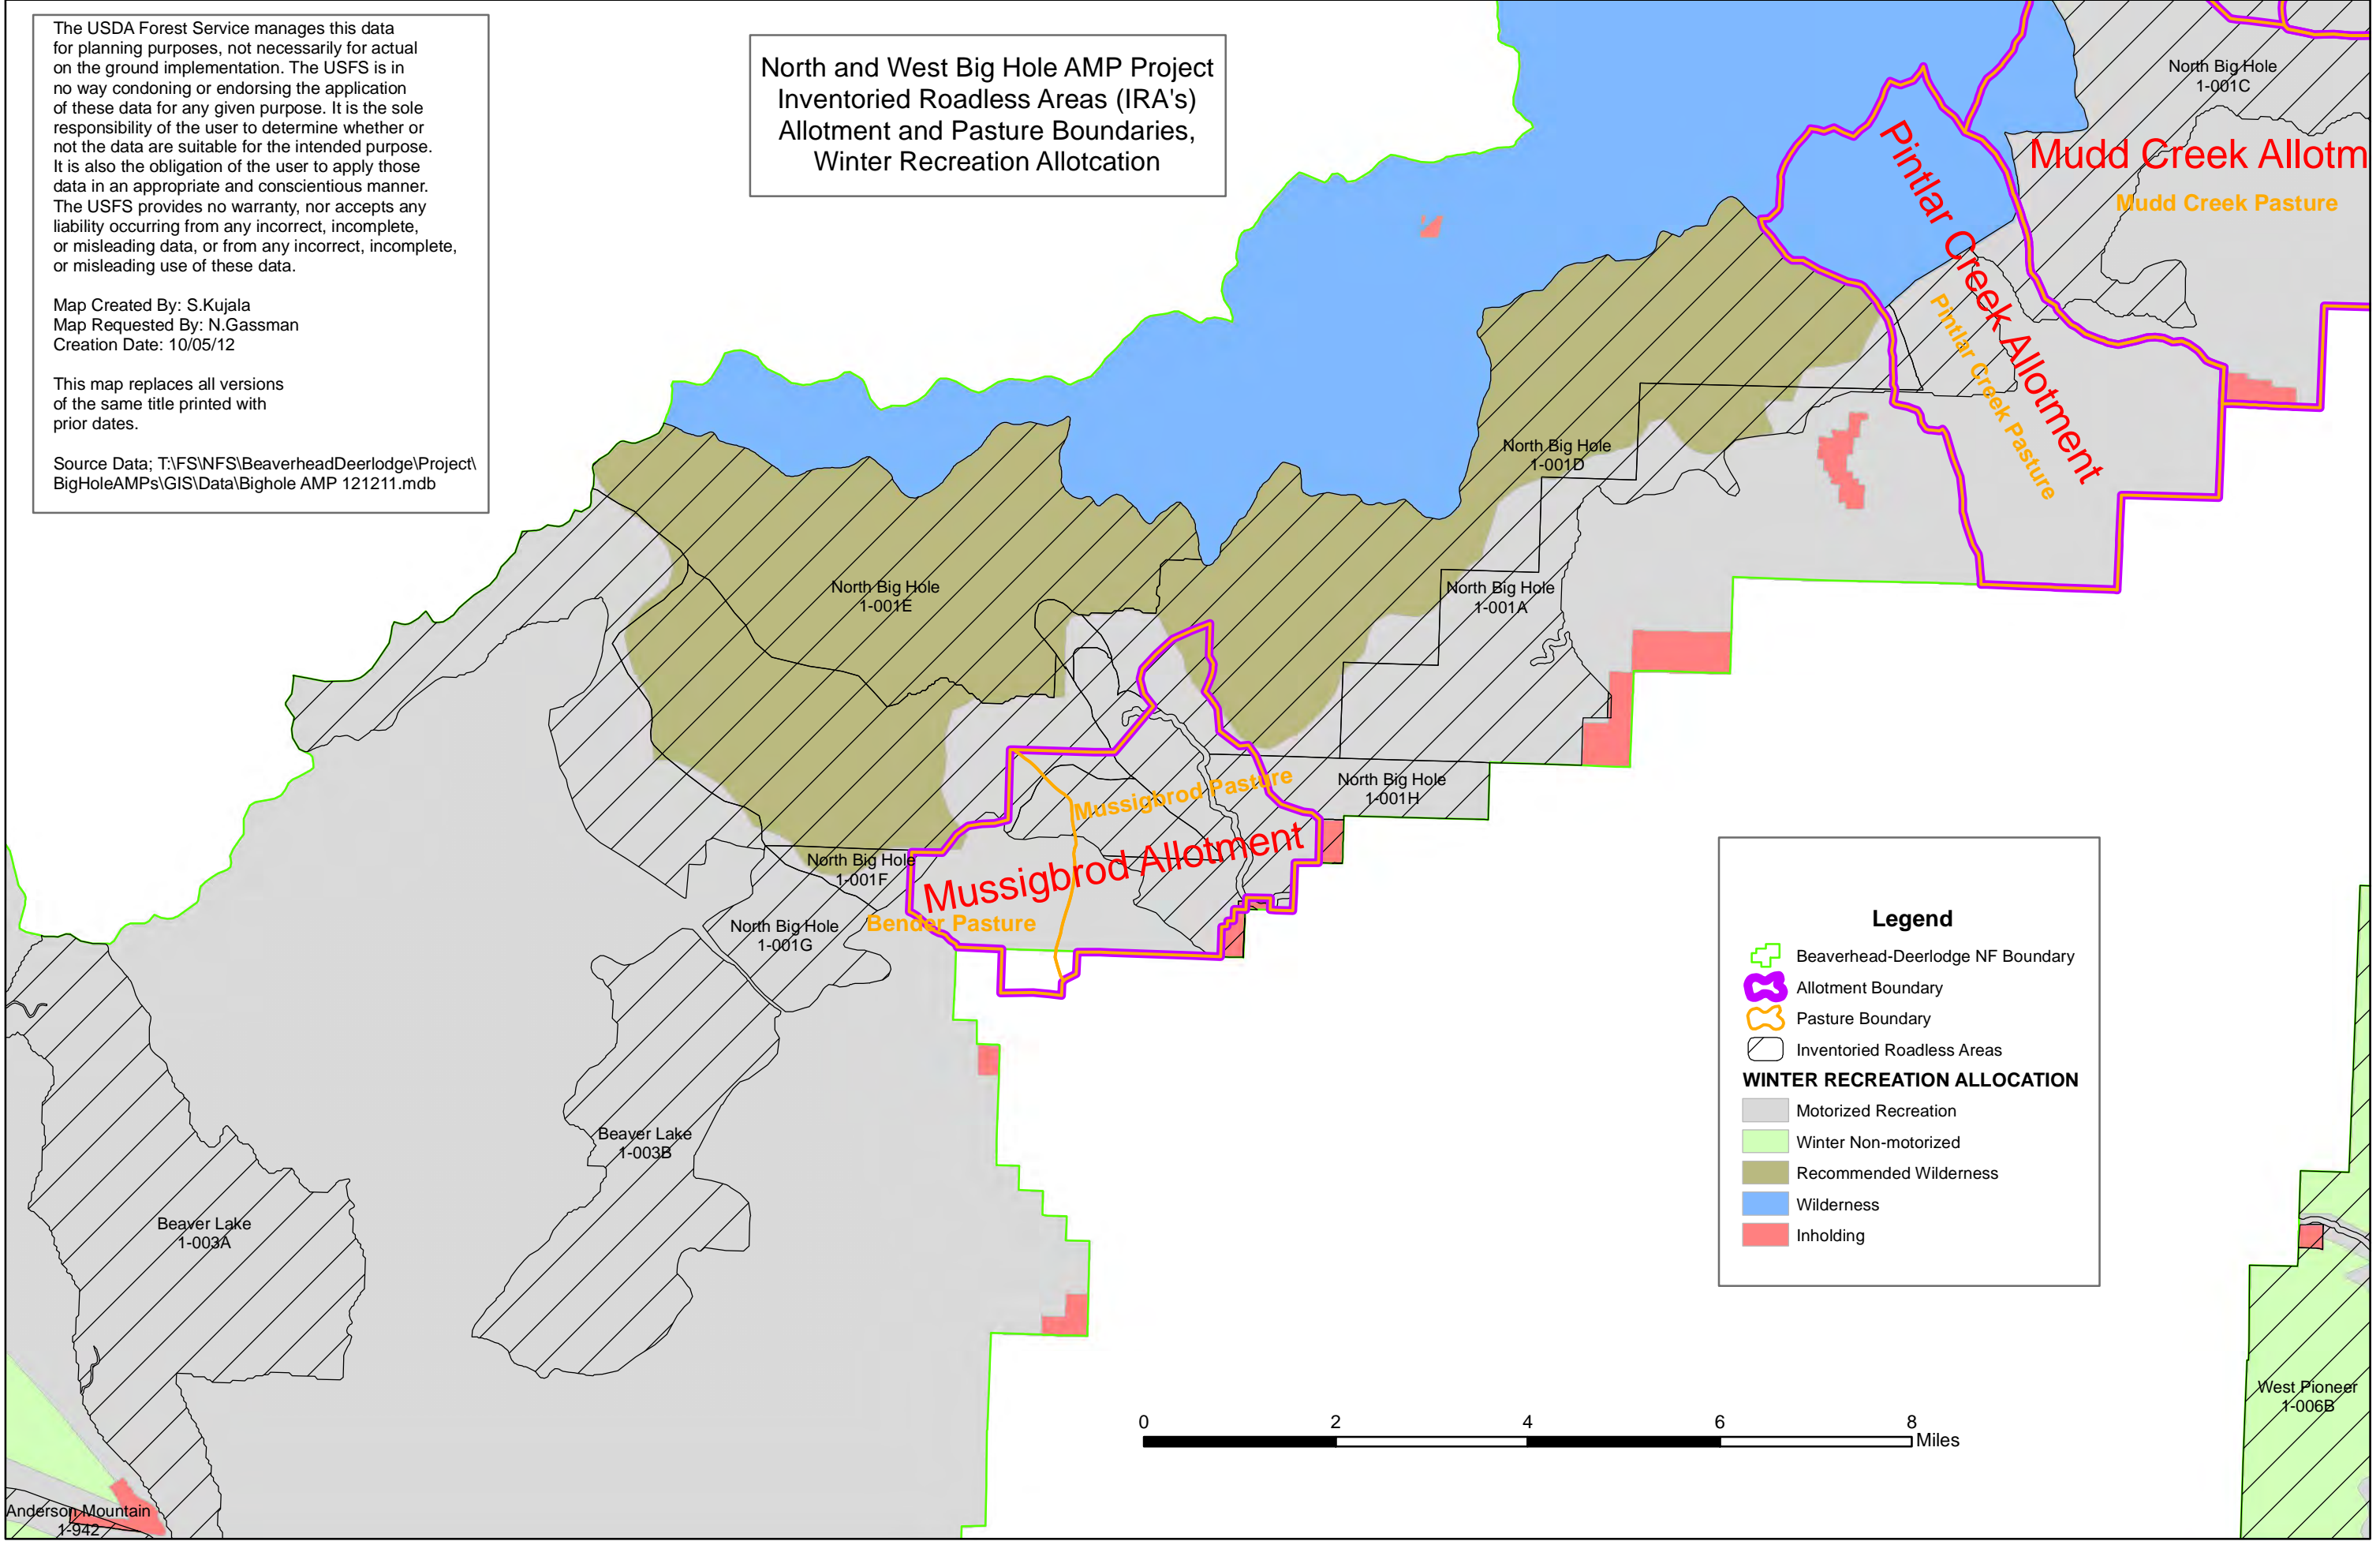 The USDA Forest Service manages this data
for planning purposes, not necessarily for actual
on the ground implementation. The USFS is in
no way condoning or endorsing the application
of these data for any given purpose. It is the sole
responsibility of the user to determine whether or
not the data are suitable for the intended purpose.
It is also the obligation of the user to apply those
data in an appropriate and conscientious manner.
The USFS provides no warranty, nor accepts any
liability occurring from any incorrect, incomplete,
or misleading data, or from any incorrect, incomplete,
or misleading use of these data.
Map Created By: S.Kujala
Map Requested By: N.Gassman
Creation Date: 10/05/12
This map replaces all versions
of the same title printed with
prior dates.
Source Data; T:\FS\NFS\BeaverheadDeerlodge\Project\
BigHoleAMPs\GIS\Data\Bighole AMP 121211.mdb
North and West Big Hole AMP Project
Inventoried Roadless Areas (IRA's)
Allotment and Pasture Boundaries,
Winter Recreation Allotcation
North Big Hole
1-001C
Mudd Creek Allotm
Mudd Creek Pasture
Pintlar Creek Allotment
Pintlar Creek Pasture
North Big Hole
1-001D
North Big Hole
1-001E
North Big Hole
1-001A
North Big Hole
1-001H
Mussigbrod Pasture
Mussigbrod Allotment
North Big Hole
1-001F
Bender Pasture
North Big Hole
1-001G
Beaver Lake
1-003B
Beaver Lake
1-003A
Anderson Mountain
1-942
West Pioneer
1-006B
Legend
Beaverhead-Deerlodge NF Boundary
Allotment Boundary
Pasture Boundary
Inventoried Roadless Areas
WINTER RECREATION ALLOCATION
Motorized Recreation
Winter Non-motorized
Recommended Wilderness
Wilderness
Inholding
0 2 4 6 8
Miles